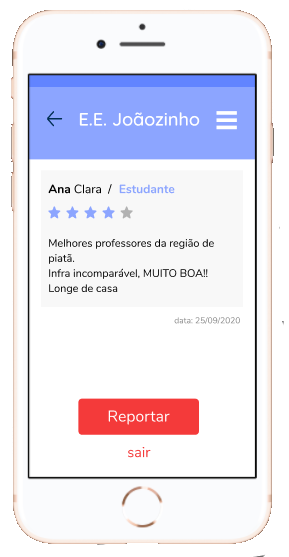 E.E. Joãozinho
Ana Clara / Estudante
Melhores professores da região de
piatã.
Infra incomparável, MUITO BOA!!
Longe de casa
data: 25/09/2020
Reportar
sair